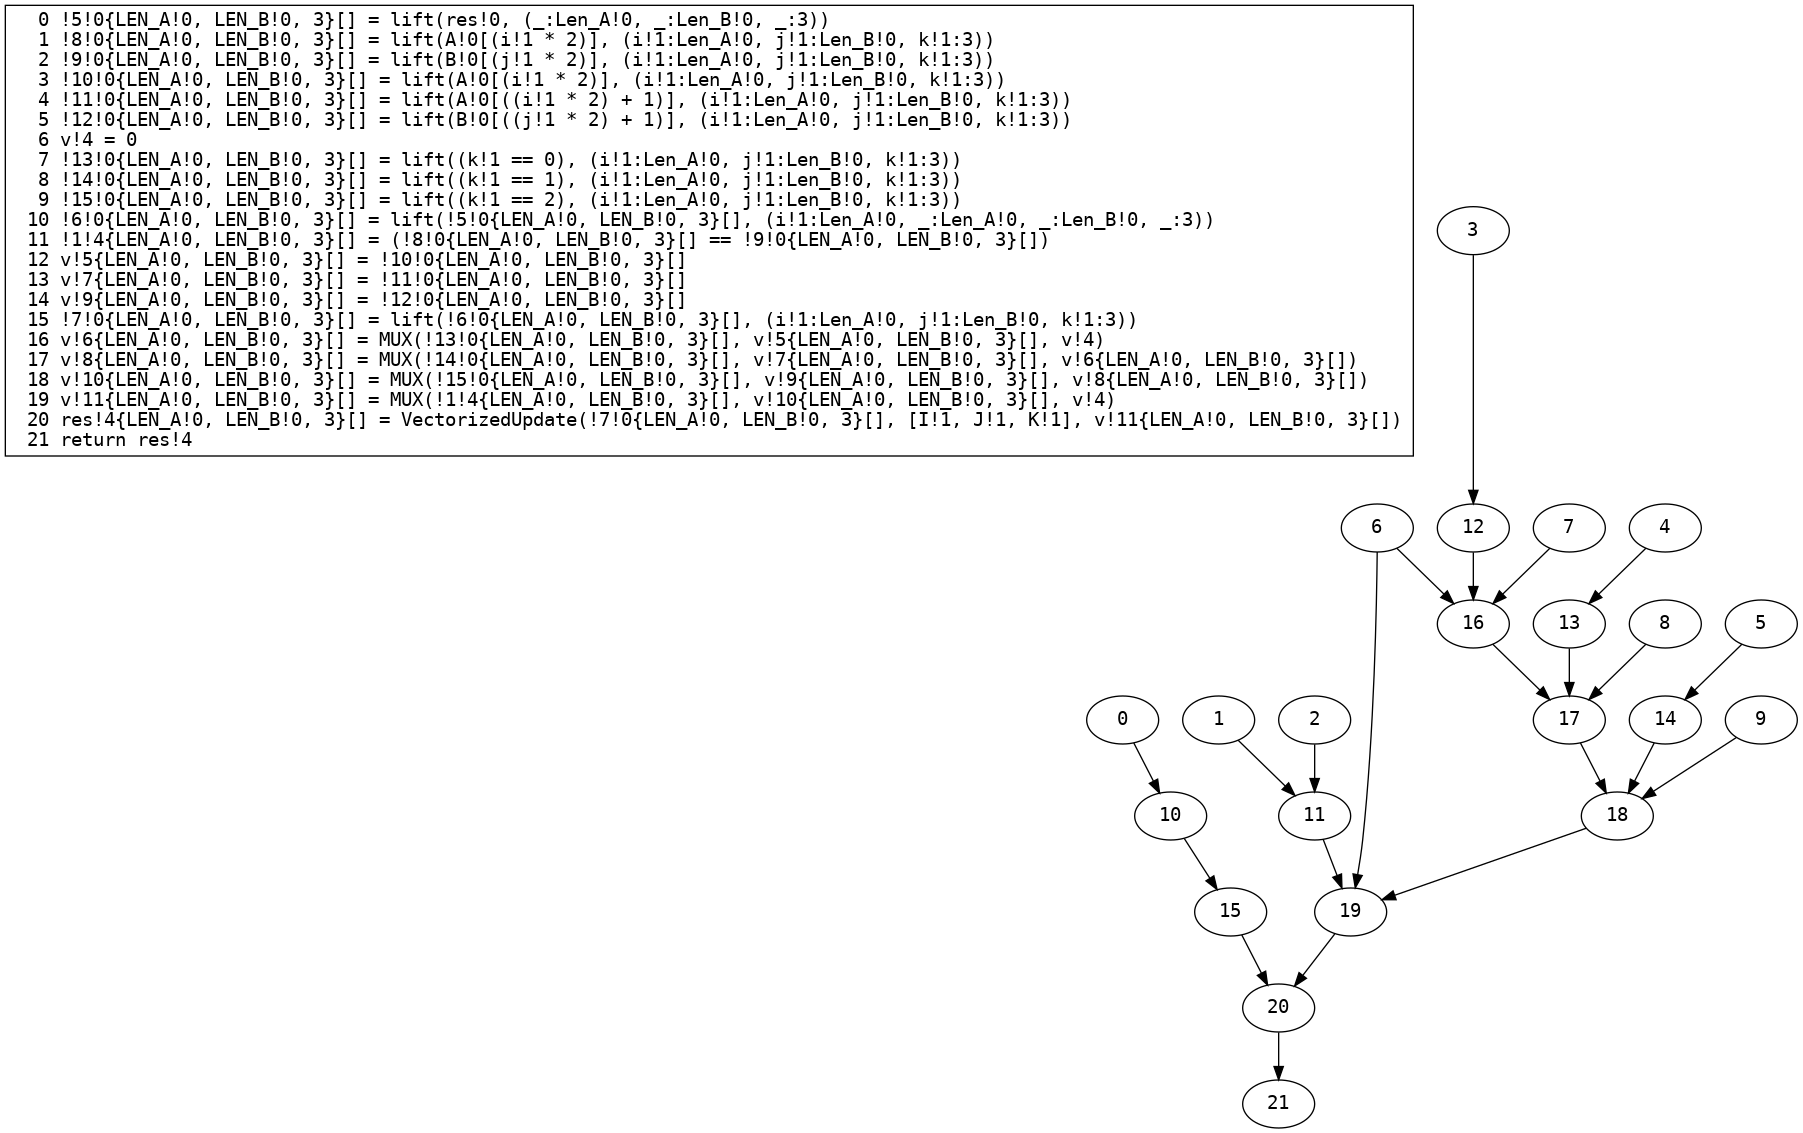 0 !5!0{LEN_A!0, LEN_B!0, 3}[] = lift(res!0, (_:Len_A!0, _:Len_B!0, _:3))
1 !8!0{LEN_A!0, LEN_B!0, 3}[] = lift(A!0[(i!1 * 2)], (i!1:Len_A!0, j!1:Len_B!0, k!1:3))
2 !9!0{LEN_A!0, LEN_B!0, 3}[] = lift(B!0[(j!1 * 2)], (i!1:Len_A!0, j!1:Len_B!0, k!1:3))
3 !10!0{LEN_A!0, LEN_B!0, 3}[] = lift(A!0[(i!1 * 2)], (i!1:Len_A!0, j!1:Len_B!0, k!1:3))
4 !11!0{LEN_A!0, LEN_B!0, 3}[] = lift(A!0[((i!1 * 2) + 1)], (i!1:Len_A!0, j!1:Len_B!0, k!1:3))
5 !12!0{LEN_A!0, LEN_B!0, 3}[] = lift(B!0[((j!1 * 2) + 1)], (i!1:Len_A!0, j!1:Len_B!0, k!1:3))
6 v!4 = 0
7 !13!0{LEN_A!0, LEN_B!0, 3}[] = lift((k!1 == 0), (i!1:Len_A!0, j!1:Len_B!0, k!1:3))
8 !14!0{LEN_A!0, LEN_B!0, 3}[] = lift((k!1 == 1), (i!1:Len_A!0, j!1:Len_B!0, k!1:3))
9 !15!0{LEN_A!0, LEN_B!0, 3}[] = lift((k!1 == 2), (i!1:Len_A!0, j!1:Len_B!0, k!1:3))
10 !6!0{LEN_A!0, LEN_B!0, 3}[] = lift(!5!0{LEN_A!0, LEN_B!0, 3}[], (i!1:Len_A!0, _:Len_A!0, _:Len_B!0, _:3))
11 !1!4{LEN_A!0, LEN_B!0, 3}[] = (!8!0{LEN_A!0, LEN_B!0, 3}[] == !9!0{LEN_A!0, LEN_B!0, 3}[])
12 v!5{LEN_A!0, LEN_B!0, 3}[] = !10!0{LEN_A!0, LEN_B!0, 3}[]
13 v!7{LEN_A!0, LEN_B!0, 3}[] = !11!0{LEN_A!0, LEN_B!0, 3}[]
14 v!9{LEN_A!0, LEN_B!0, 3}[] = !12!0{LEN_A!0, LEN_B!0, 3}[]
15 !7!0{LEN_A!0, LEN_B!0, 3}[] = lift(!6!0{LEN_A!0, LEN_B!0, 3}[], (i!1:Len_A!0, j!1:Len_B!0, k!1:3))
16 v!6{LEN_A!0, LEN_B!0, 3}[] = MUX(!13!0{LEN_A!0, LEN_B!0, 3}[], v!5{LEN_A!0, LEN_B!0, 3}[], v!4)
17 v!8{LEN_A!0, LEN_B!0, 3}[] = MUX(!14!0{LEN_A!0, LEN_B!0, 3}[], v!7{LEN_A!0, LEN_B!0, 3}[], v!6{LEN_A!0, LEN_B!0, 3}[])
18 v!10{LEN_A!0, LEN_B!0, 3}[] = MUX(!15!0{LEN_A!0, LEN_B!0, 3}[], v!9{LEN_A!0, LEN_B!0, 3}[], v!8{LEN_A!0, LEN_B!0, 3}[])
19 v!11{LEN_A!0, LEN_B!0, 3}[] = MUX(!1!4{LEN_A!0, LEN_B!0, 3}[], v!10{LEN_A!0, LEN_B!0, 3}[], v!4)
20 res!4{LEN_A!0, LEN_B!0, 3}[] = VectorizedUpdate(!7!0{LEN_A!0, LEN_B!0, 3}[], [I!1, J!1, K!1], v!11{LEN_A!0, LEN_B!0, 3}[])
21 return res!4
3
6 12 7 4
16 13 8 5
0 1 2 17 14 9
10 11 18
15 19
20
21